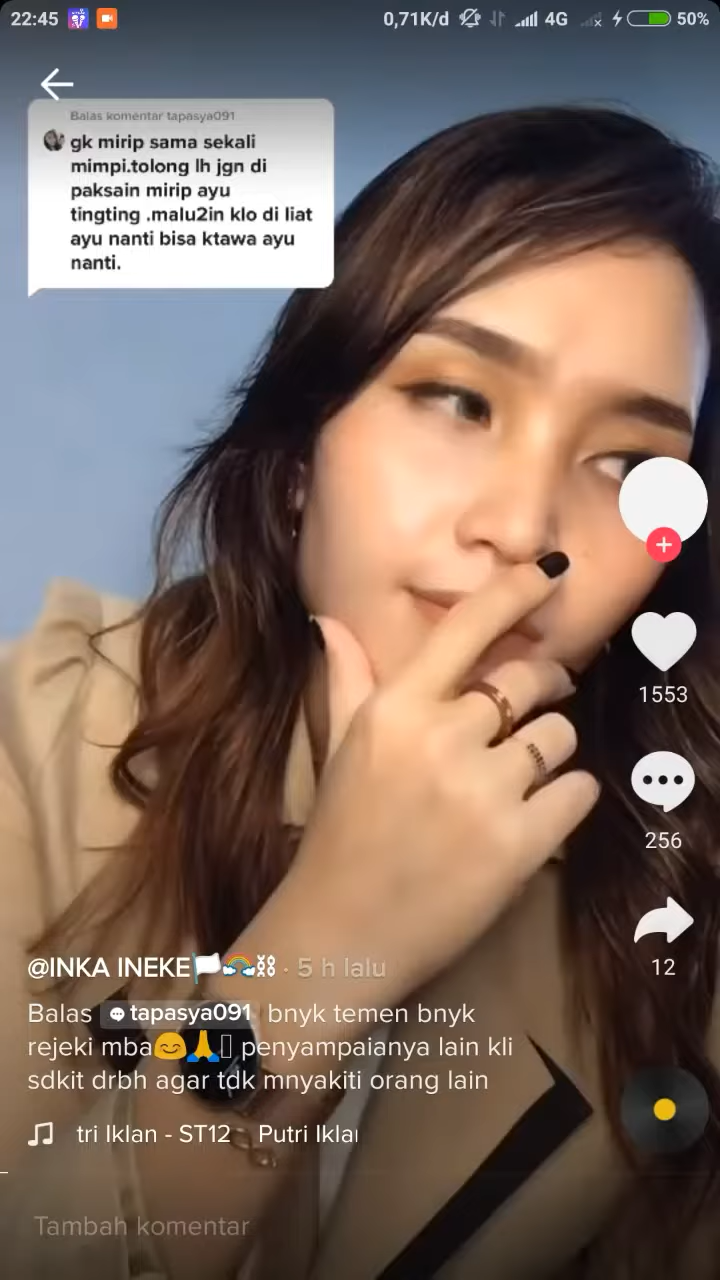 22:45 0,71K/d 4G 50%
Balas komentar tapasya091
gk mirip sama sekali
mimpi.tolong lh jgn di
paksain mirip ayu
tingting .malu2in klo di liat
ayu nanti bisa ktawa ayu
nanti.
1553
256
12
@INKA INEKE🏳️🌈⛓ · 5 h lalu
Balas tapasya091 bnyk temen bnyk
rejeki mba😊🙏 penyampaianya lain kli
sdkit drbh agar tdk mnyakiti orang lain
tri Iklan - ST12 Putri Iklan
Tambah komentar